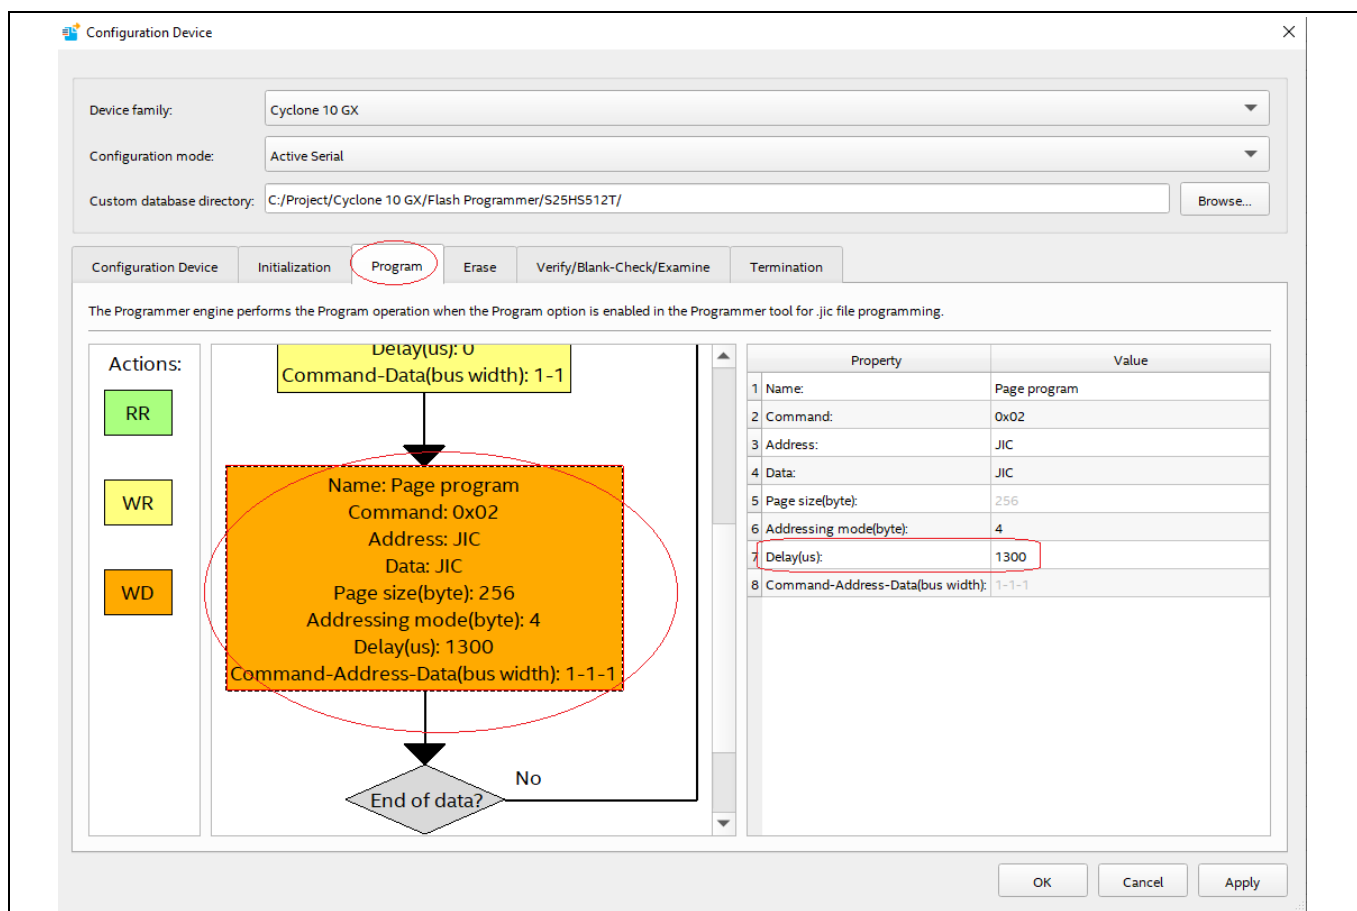 Configuration Device
Device family:
Cyclone 10 GX
Configuration mode:
Active Serial
Custom database directory:
C:/Project/Cyclone 10 GX/Flash Programmer/S25HS512T/
Browse...
Configuration Device
Initialization
Program
Erase
Verify/Blank-Check/Examine
Termination
The Programmer engine performs the Program operation when the Program option is enabled in the Programmer tool for .jic file programming.
Actions:
RR
WR
WD
Delay(us): 0
Command-Data(bus width): 1-1
Name: Page program
Command: 0x02
Address: JIC
Data: JIC
Page size(byte): 256
Addressing mode(byte): 4
Delay(us): 1300
Command-Address-Data(bus width): 1-1-1
No
End of data?
Property Value
1 Name: Page program
2 Command: 0x02
3 Address: JIC
4 Data: JIC
5 Page size(byte): 256
6 Addressing mode(byte): 4
7 Delay(us): 1300
8 Command-Address-Data(bus width): 1-1-1
OK
Cancel
Apply